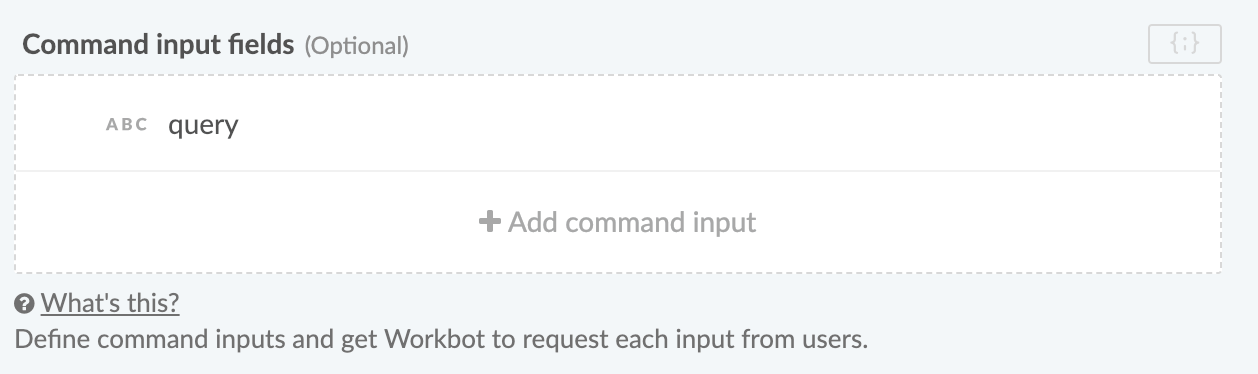 Command input fields (Optional) {;}
ABC query
+ Add command input
? What's this?
Define command inputs and get Workbot to request each input from users.